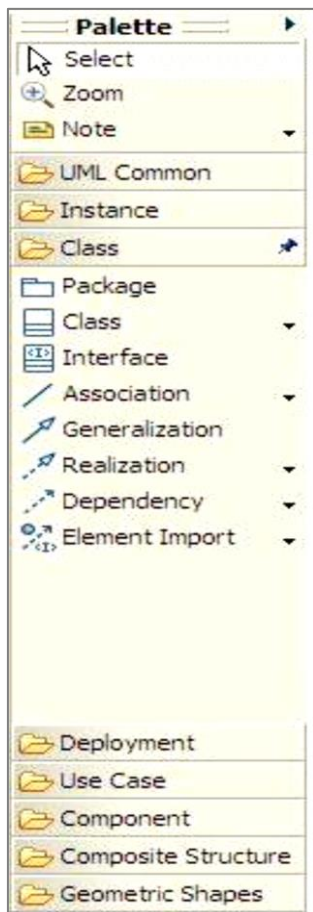 Palette
Select
Zoom
Note
UML Common
Instance
Class
Package
Class
<I> Interface
Association
Generalization
Realization
Dependency
<I> Element Import
Deployment
Use Case
Component
Composite Structure
Geometric Shapes